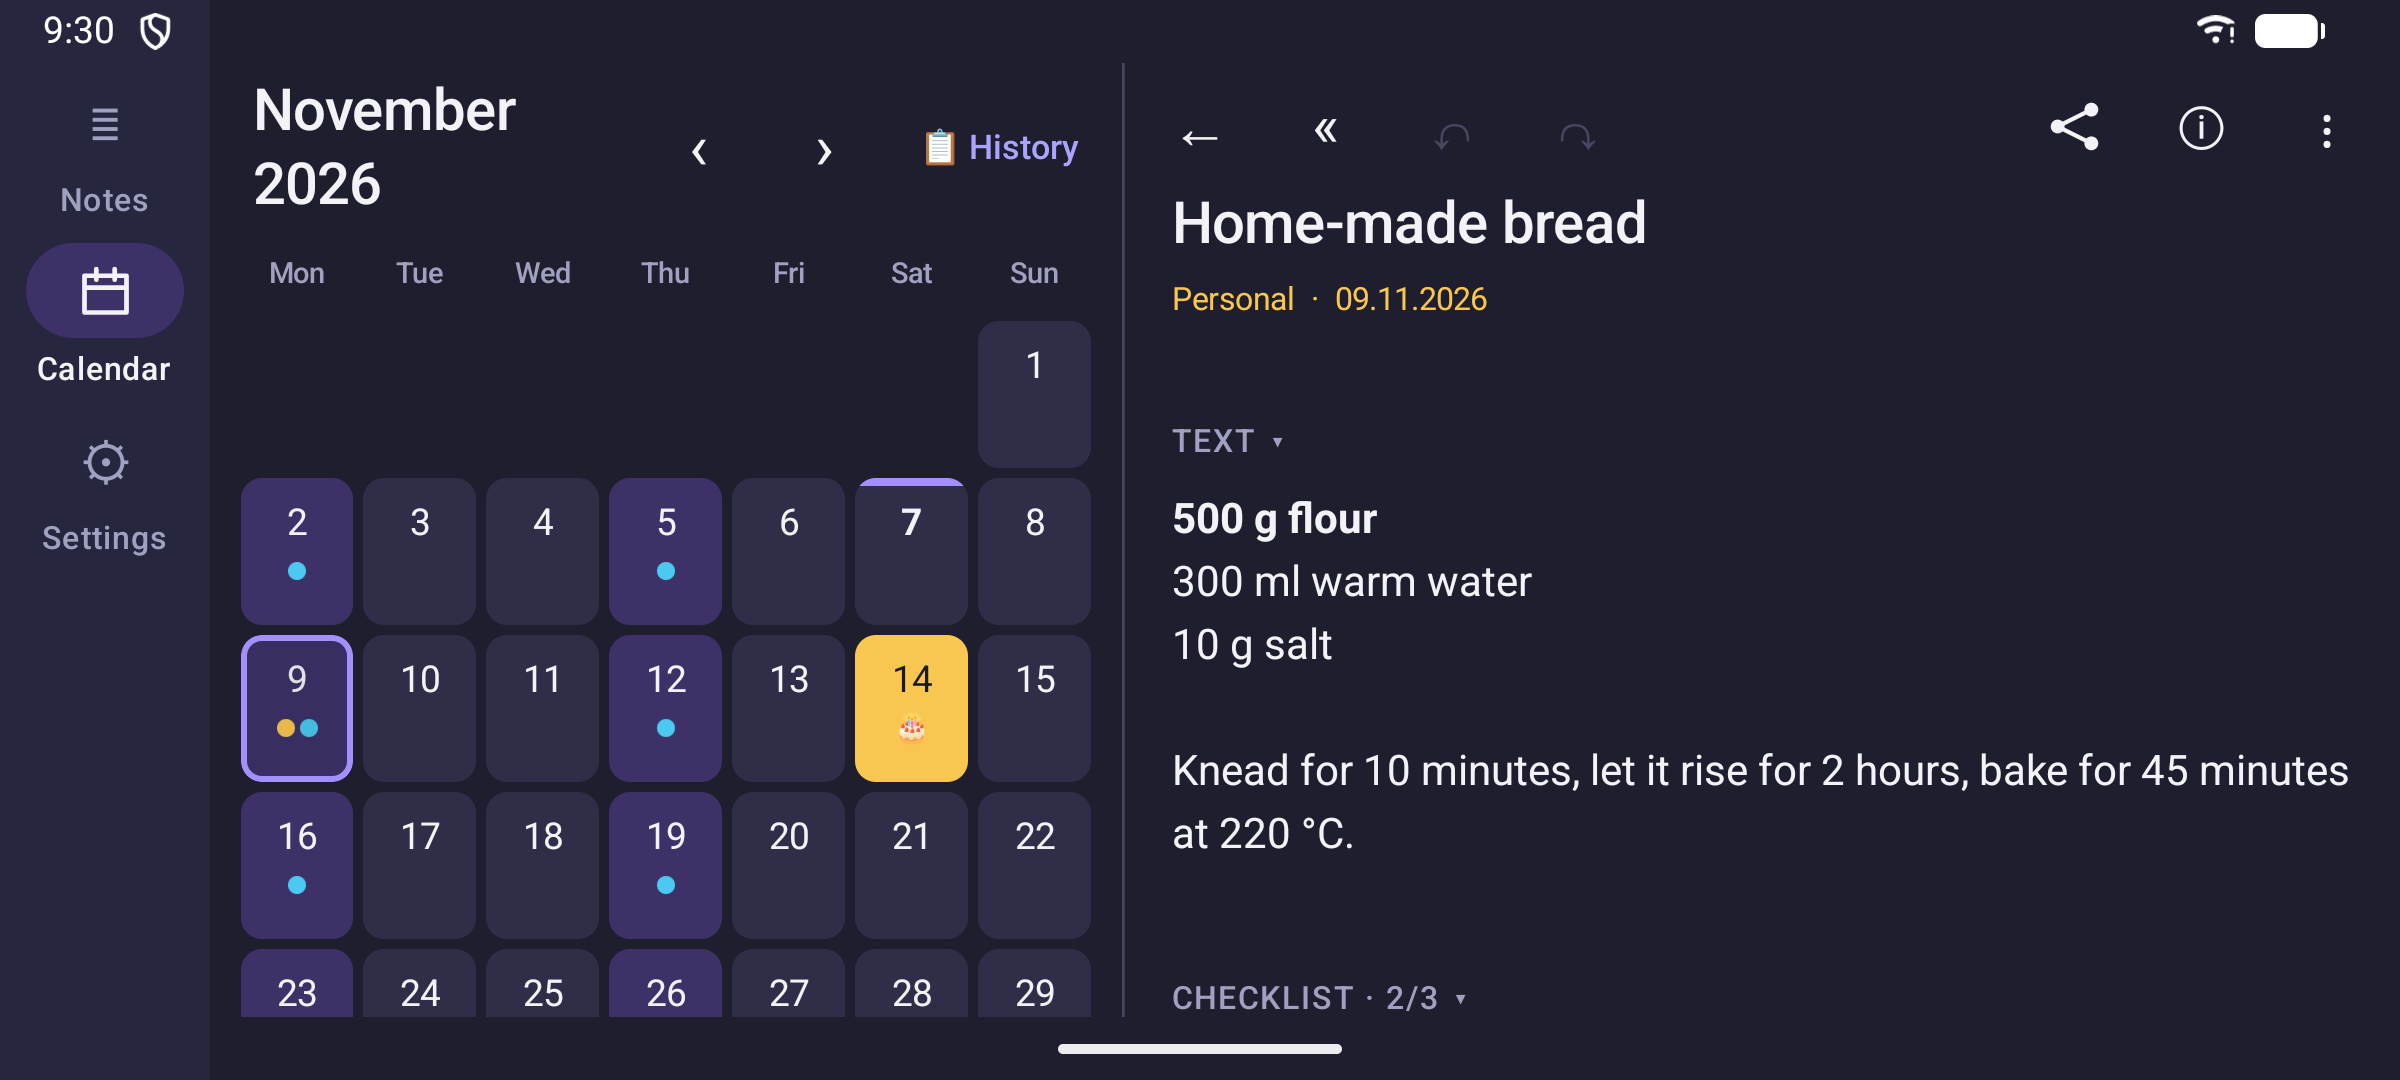 9:30
Notes
Calendar
Settings
November
2026
‹ › 📋 History
Mon Tue Wed Thu Fri Sat Sun
1
2 3 4 5 6 7 8
9 10 11 12 13 14 15
16 17 18 19 20 21 22
23 24 25 26 27 28 29
Home-made bread
Personal · 09.11.2026
TEXT ▾
500 g flour
300 ml warm water
10 g salt
Knead for 10 minutes, let it rise for 2 hours, bake for 45 minutes
at 220 °C.
CHECKLIST · 2/3 ▾